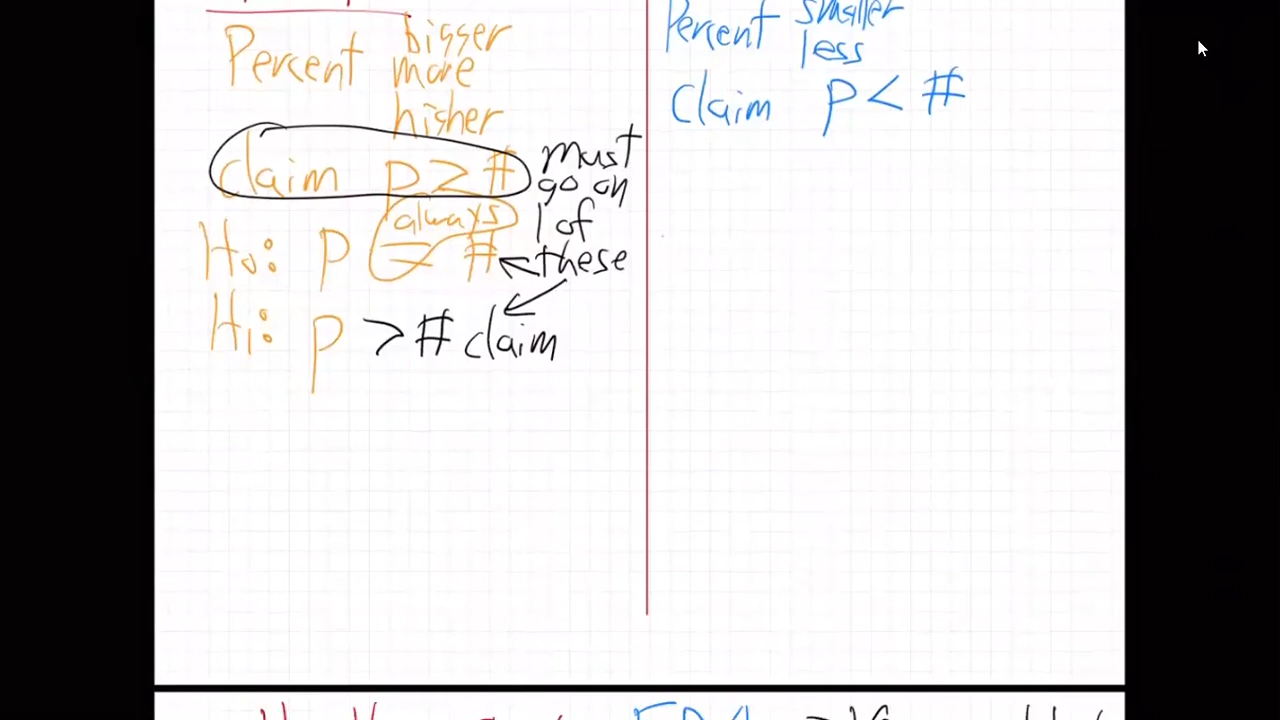 Percent bigger
more
higher
claim p > #
always
H₀: p = #
H₁: p > # claim
must
go on
1 of
these
Percent smaller
less
Claim p < #